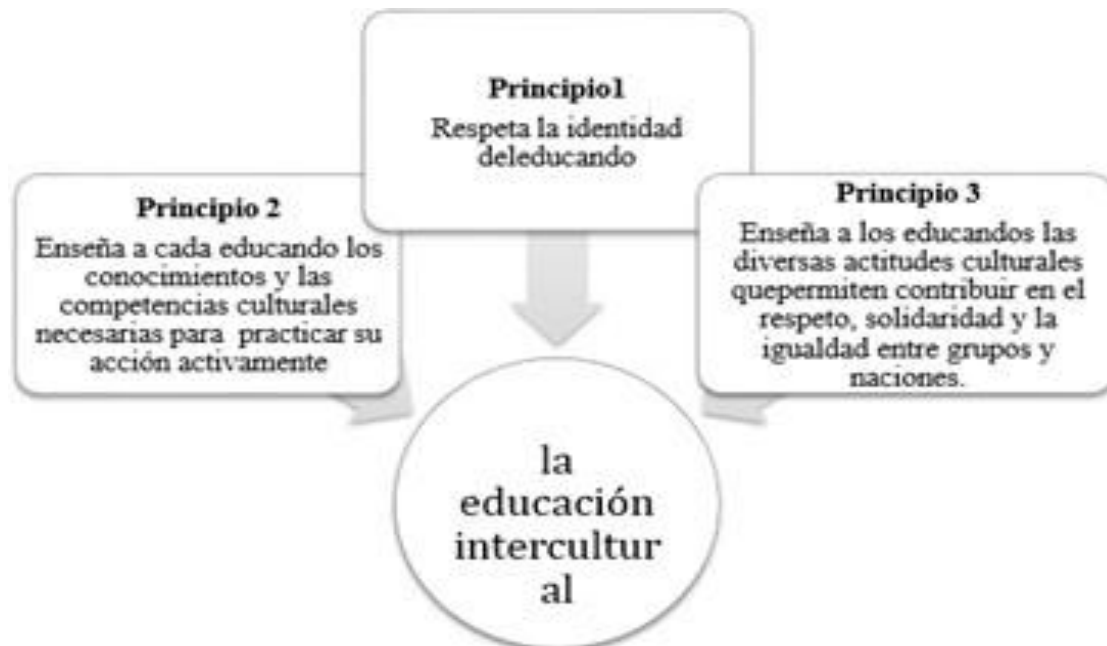 Principio1
Respeta la identidad
deleducando
Principio 2
Enseña a cada educando los
conocimientos y las
competencias culturales
necesarias para practicar su
acción activamente
Principio 3
Enseña a los educandos las
diversas actitudes culturales
quepermiten contribuir en el
respeto, solidaridad y la
igualdad entre grupos y
naciones.
la
educación
intercultur
al